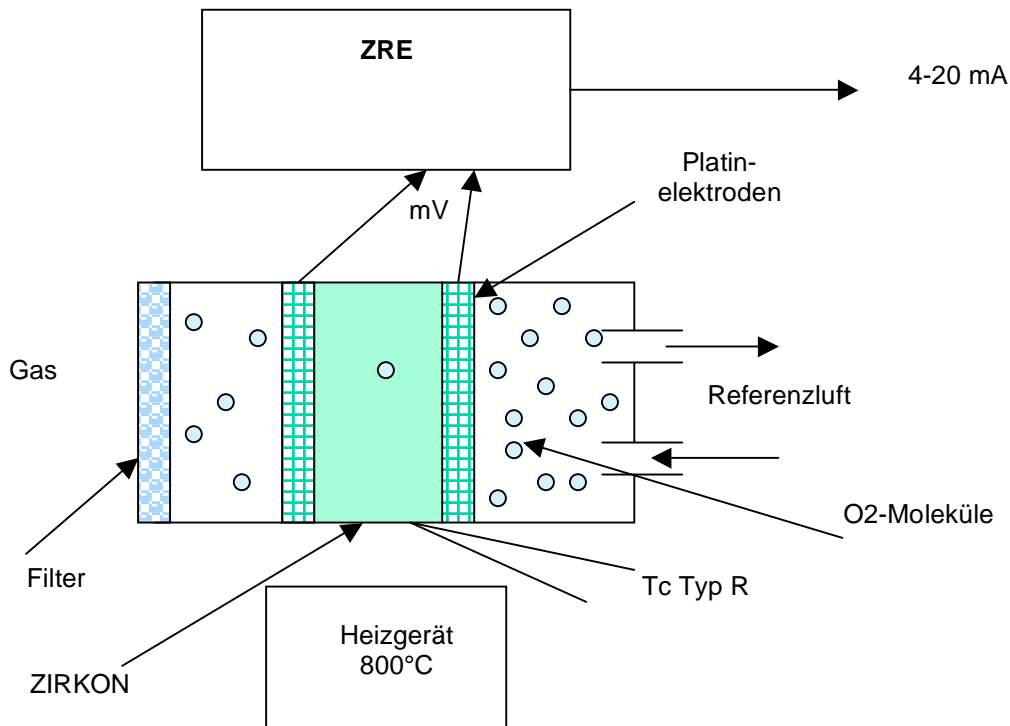 ZRE
4-20 mA
Platin-
elektroden
mV
Gas
Referenzluft
O2-Moleküle
Filter
Tc Typ R
Heizgerät
800°C
ZIRKON